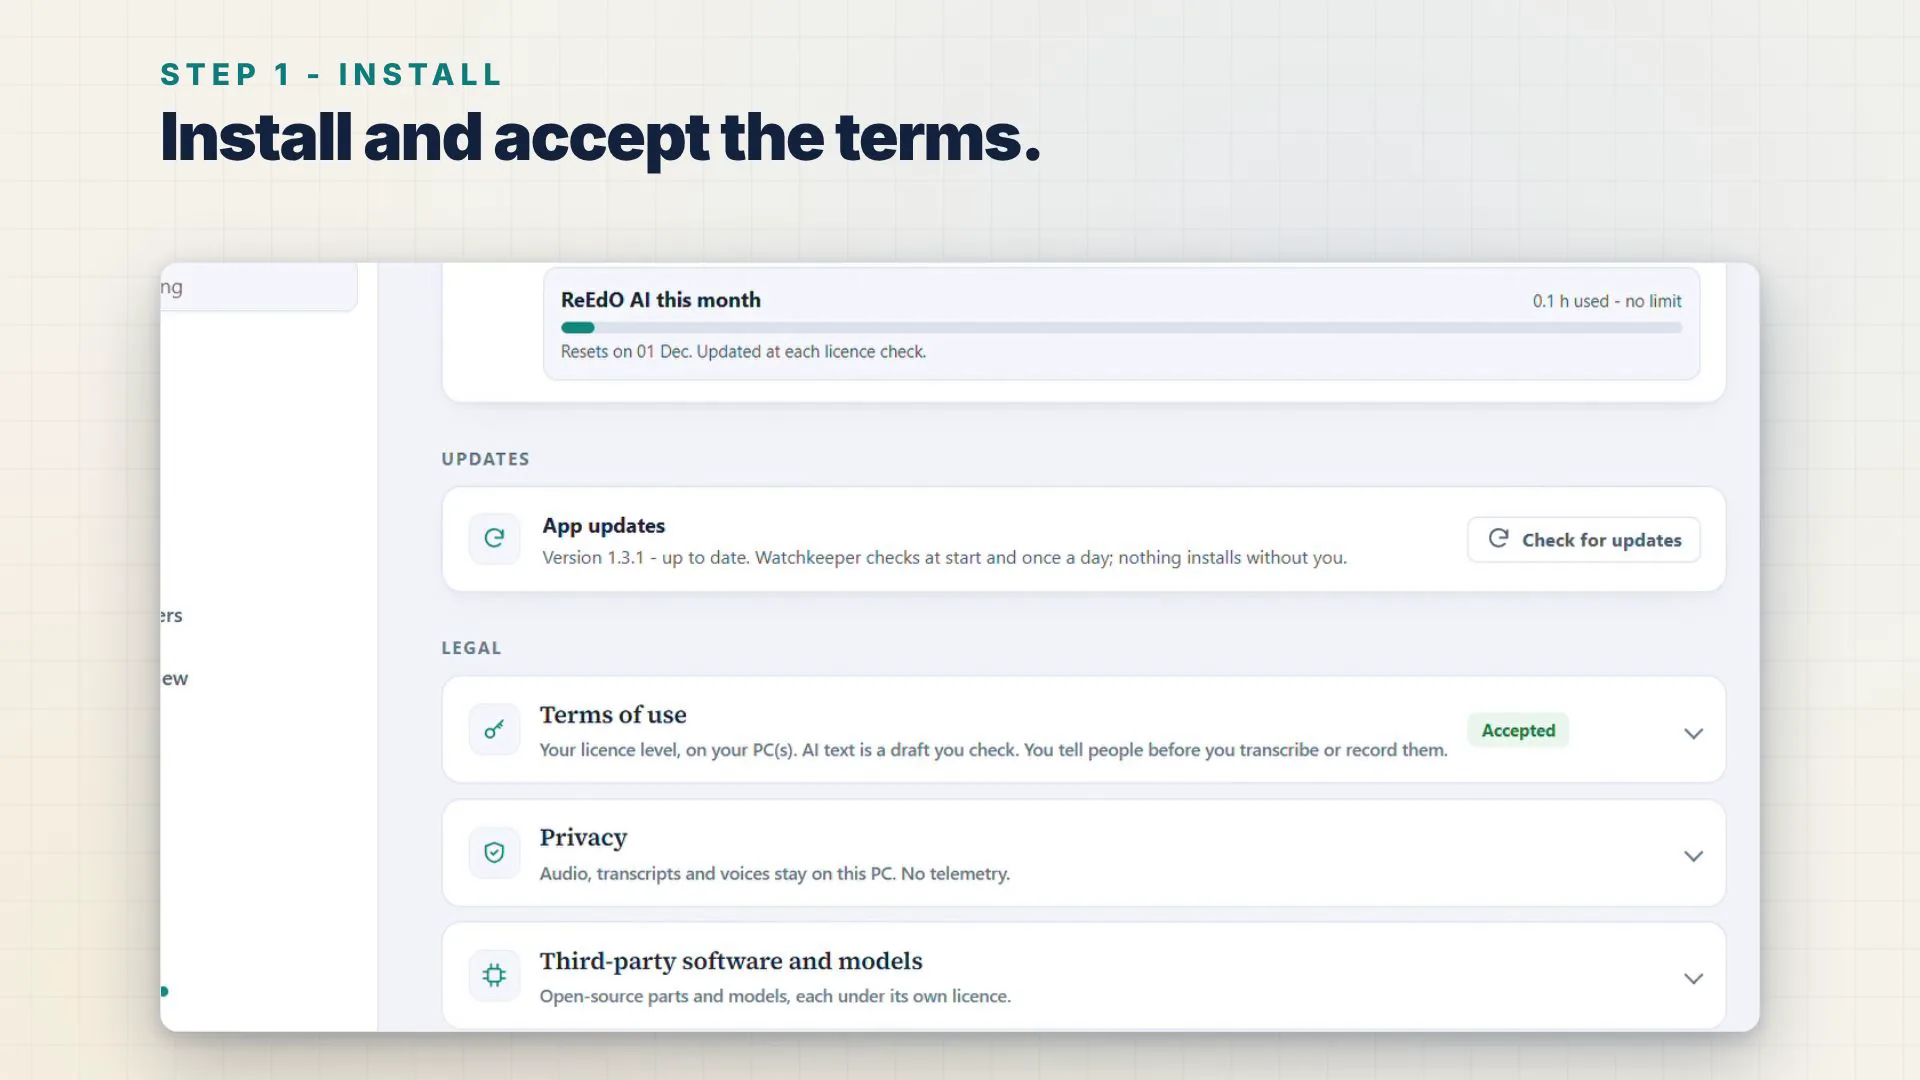 STEP 1 - INSTALL
Install and accept the terms.
ng
ReEdO AI this month
0.1 h used - no limit
Resets on 01 Dec. Updated at each licence check.
UPDATES
App updates
Version 1.3.1 - up to date. Watchkeeper checks at start and once a day; nothing installs without you.
Check for updates
ers
LEGAL
ew
Terms of use
Your licence level, on your PC(s). AI text is a draft you check. You tell people before you transcribe or record them.
Accepted
Privacy
Audio, transcripts and voices stay on this PC. No telemetry.
Third-party software and models
Open-source parts and models, each under its own licence.